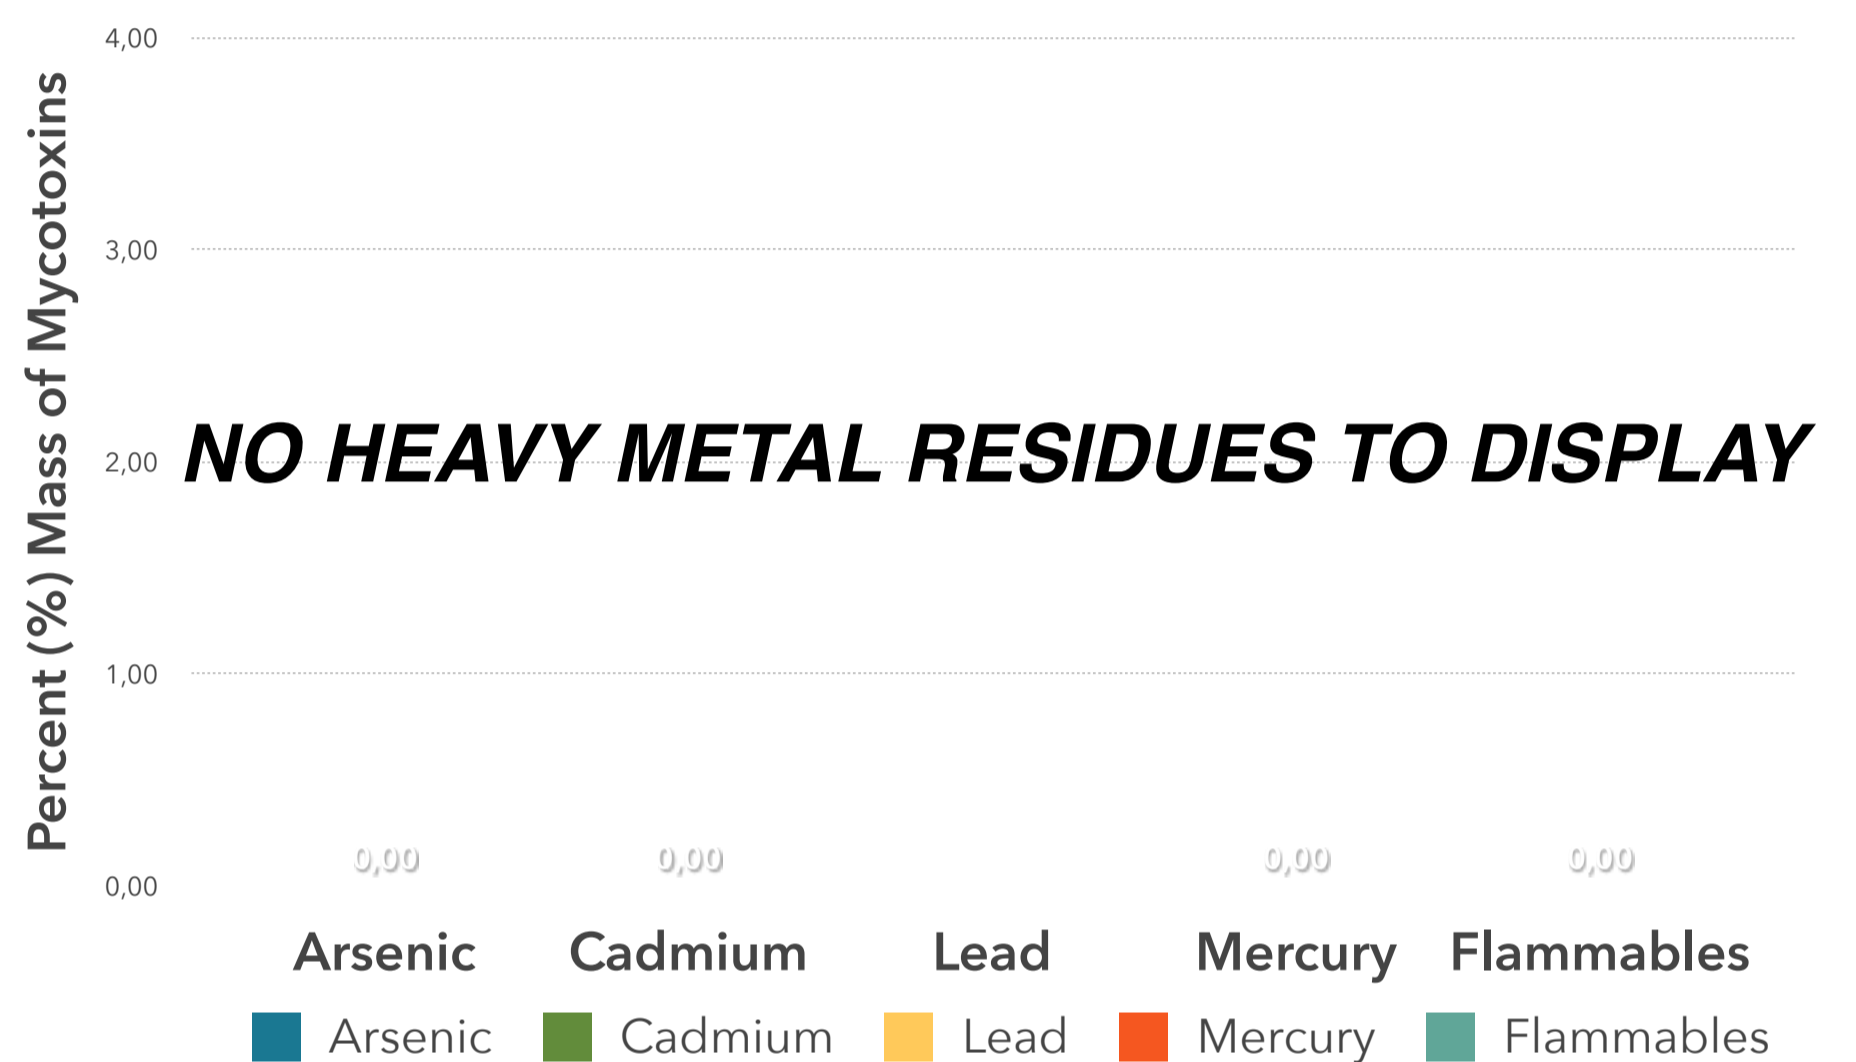 Percent (%) Mass of Mycotoxins
4,00
3,00
2,00
1,00
0,00
NO HEAVY METAL RESIDUES TO DISPLAY
0,00 0,00 0,00 0,00
Arsenic Cadmium Lead Mercury Flammables
Arsenic Cadmium Lead Mercury Flammables